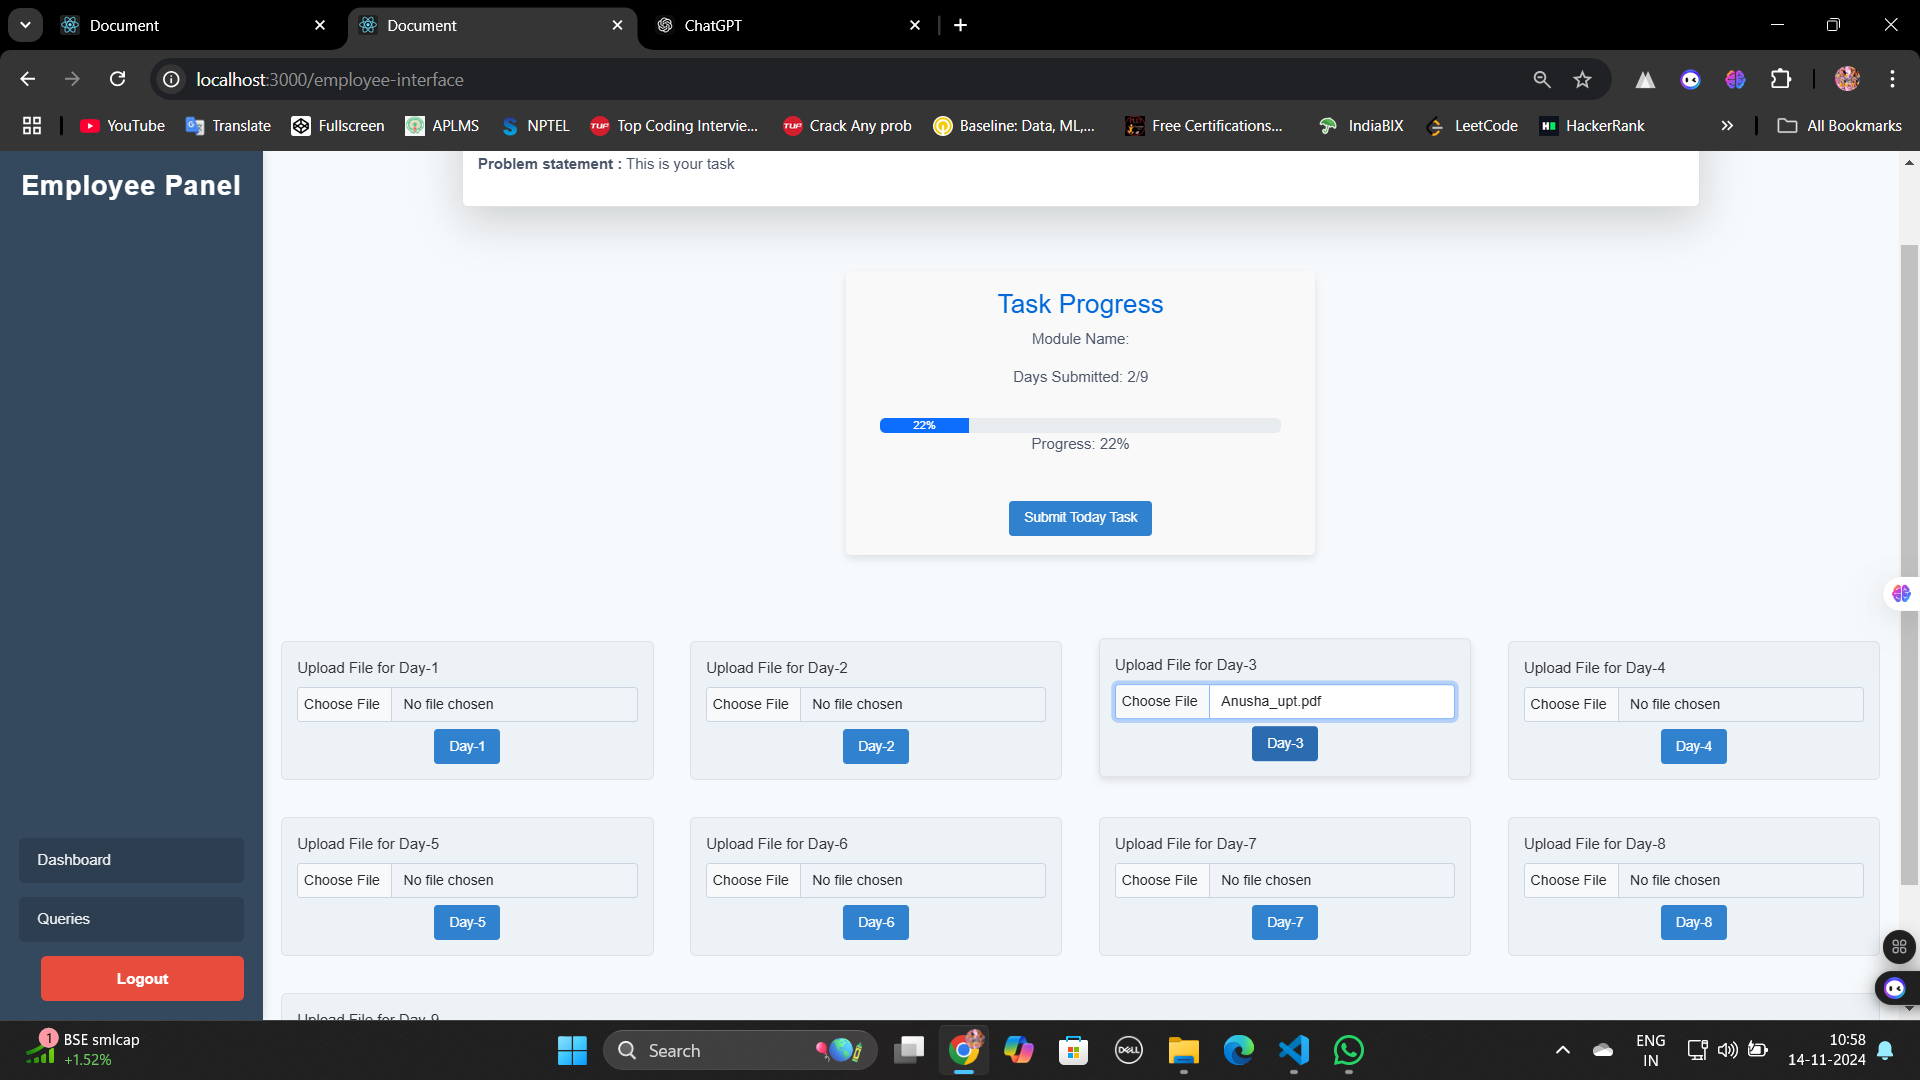 Document
Document
ChatGPT
localhost:3000/employee-interface
YouTube
Translate
Fullscreen
APLMS
NPTEL
Top Coding Intervie...
Crack Any prob
Baseline: Data, ML,...
Free Certifications...
IndiaBIX
LeetCode
HackerRank
All Bookmarks
Employee Panel
Problem statement : This is your task
Task Progress
Module Name:
Days Submitted: 2/9
22%
Progress: 22%
Submit Today Task
Upload File for Day-1
Choose File No file chosen
Day-1
Upload File for Day-2
Choose File No file chosen
Day-2
Upload File for Day-3
Choose File Anusha_upt.pdf
Day-3
Upload File for Day-4
Choose File No file chosen
Day-4
Upload File for Day-5
Choose File No file chosen
Day-5
Upload File for Day-6
Choose File No file chosen
Day-6
Upload File for Day-7
Choose File No file chosen
Day-7
Upload File for Day-8
Choose File No file chosen
Day-8
Upload File for Day-9
Dashboard
Queries
Logout
1
BSE smlcap
+1.52%
Search
DELL
ENG
IN
10:58
14-11-2024